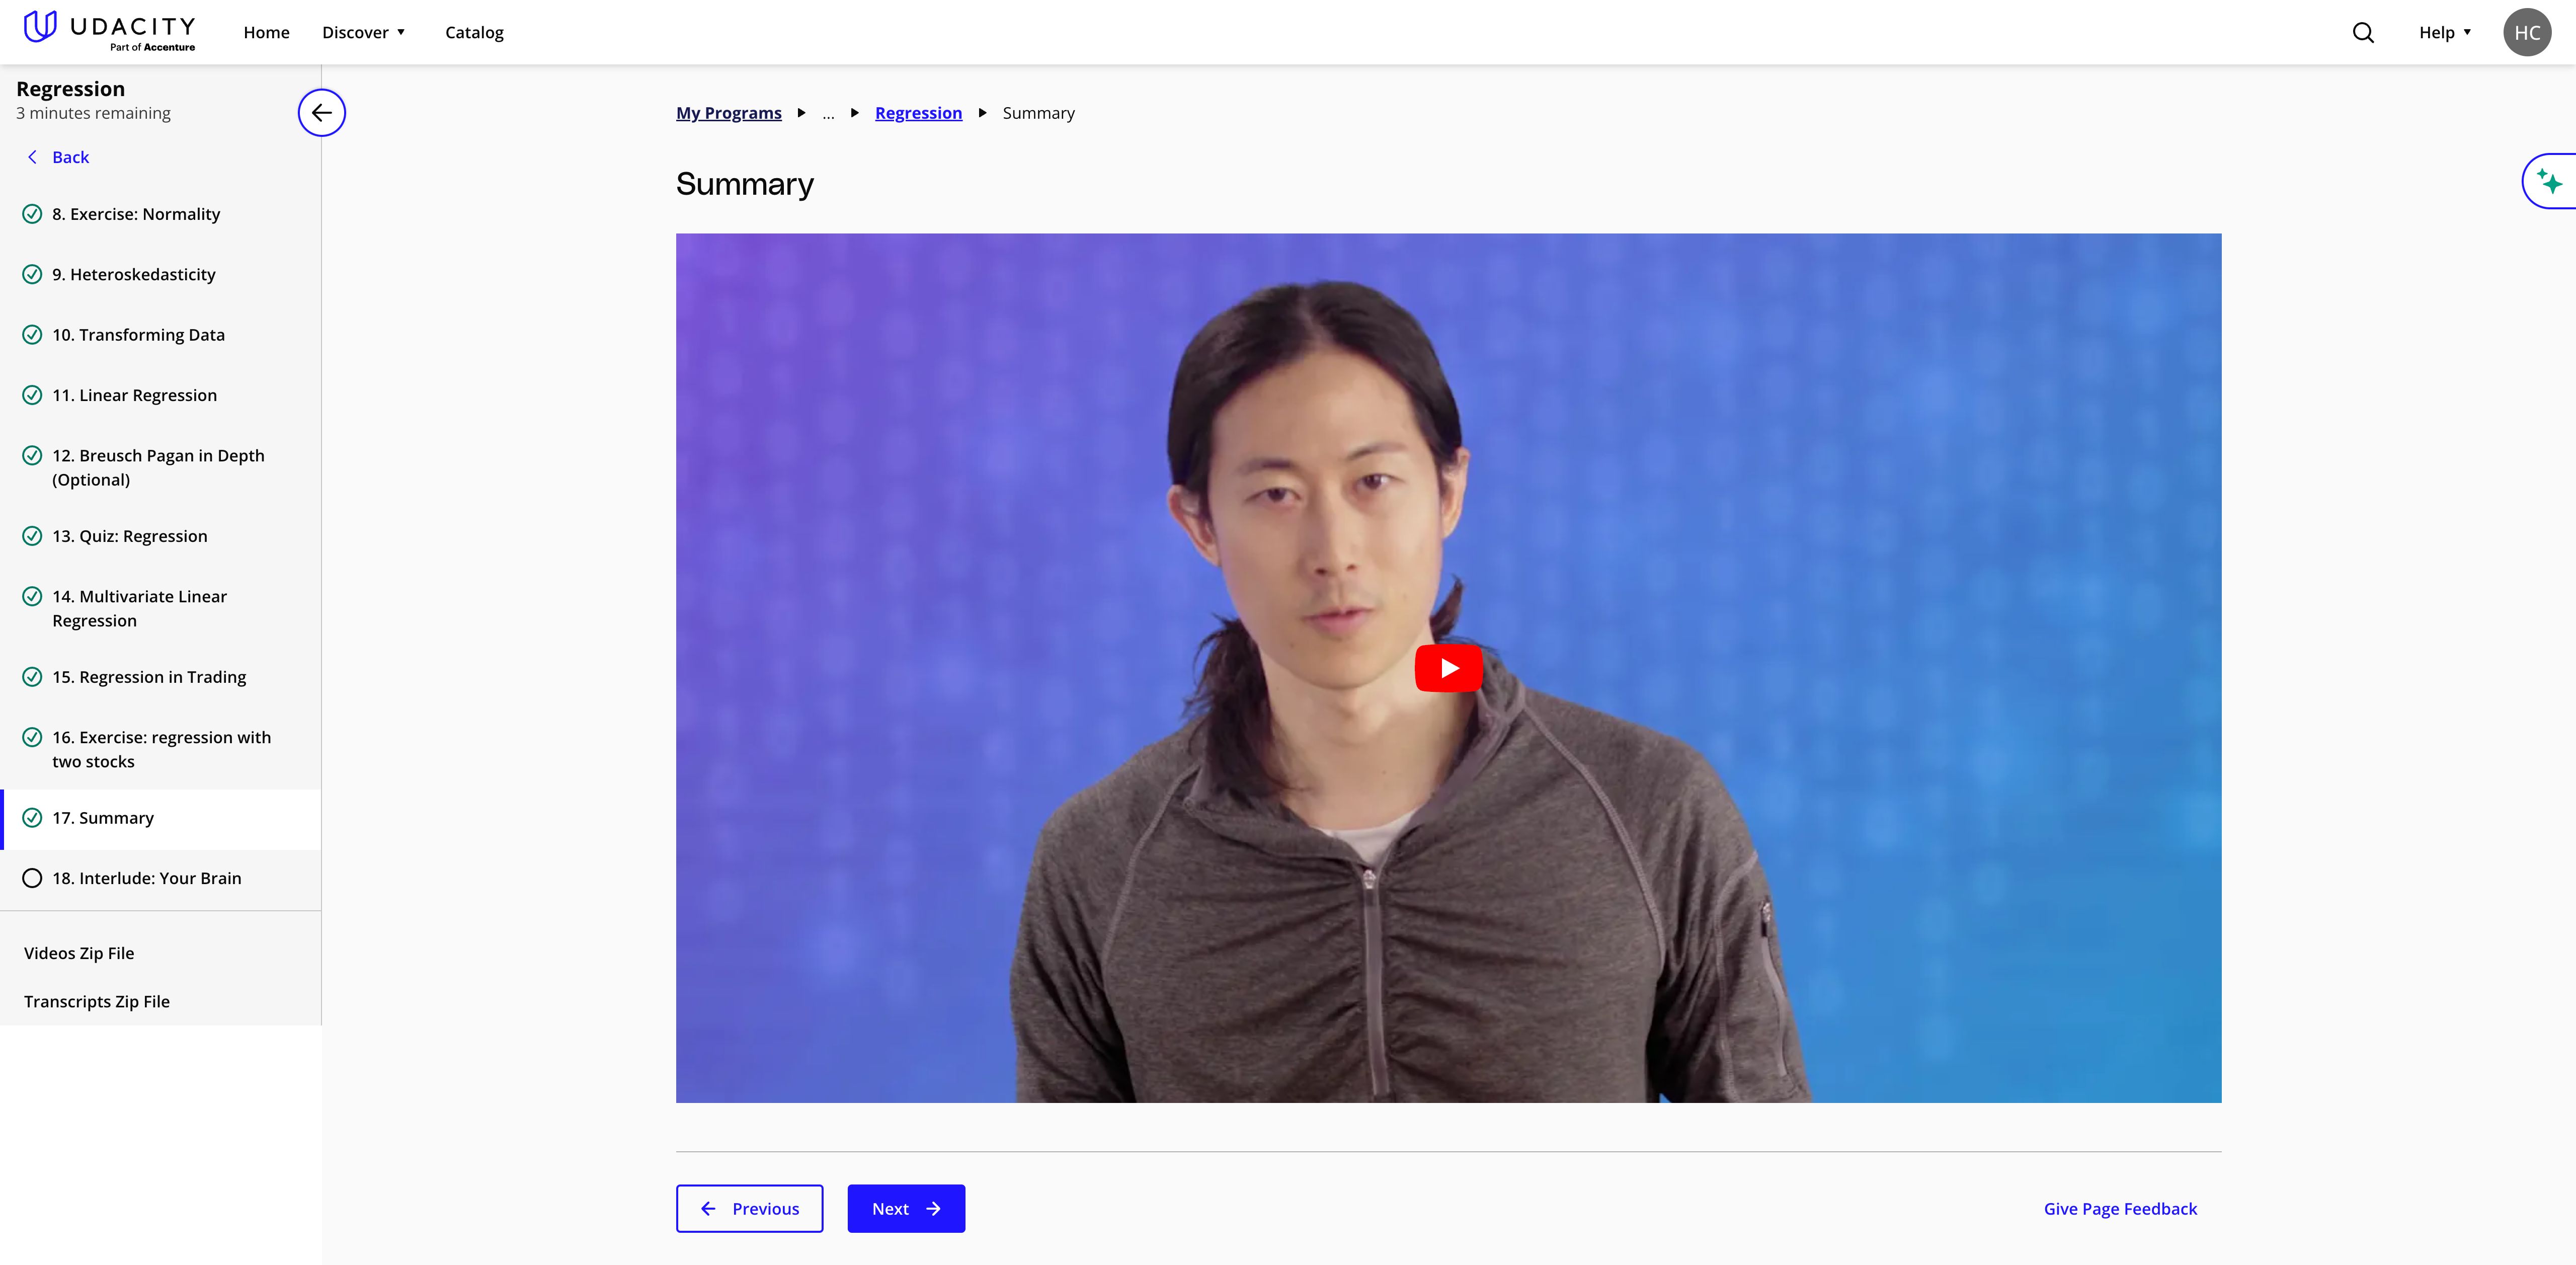 UDACITY
Part of Accenture
Home
Discover
Catalog
Help
HC
Regression
3 minutes remaining
Back
8. Exercise: Normality
9. Heteroskedasticity
10. Transforming Data
11. Linear Regression
12. Breusch Pagan in Depth
(Optional)
13. Quiz: Regression
14. Multivariate Linear
Regression
15. Regression in Trading
16. Exercise: regression with
two stocks
17. Summary
18. Interlude: Your Brain
Videos Zip File
Transcripts Zip File
My Programs
...
Regression
Summary
Summary
Previous
Next
Give Page Feedback